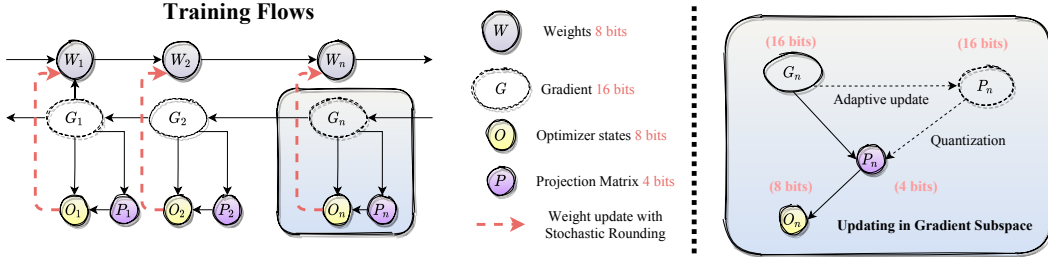 Training Flows
W1
W2
Wn
G1
G2
Gn
O1
P1
O2
P2
On
Pn
W
Weights 8 bits
G
Gradient 16 bits
O
Optimizer states 8 bits
P
Projection Matrix 4 bits
Weight update with
Stochastic Rounding
(16 bits)
(16 bits)
Gn
Pn
Adaptive update
Quantization
Pn
(8 bits)
(4 bits)
On
Updating in Gradient Subspace